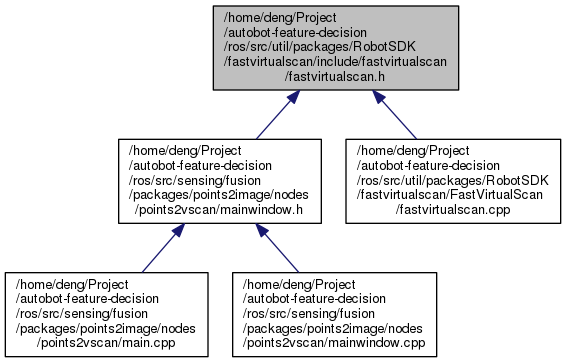 /home/deng/Project
/autobot-feature-decision
/ros/src/util/packages/RobotSDK
/fastvirtualscan/include/fastvirtualscan
/fastvirtualscan.h
/home/deng/Project
/autobot-feature-decision
/ros/src/sensing/fusion
/packages/points2image/nodes
/points2vscan/mainwindow.h
/home/deng/Project
/autobot-feature-decision
/ros/src/util/packages/RobotSDK
/fastvirtualscan/FastVirtualScan
/fastvirtualscan.cpp
/home/deng/Project
/autobot-feature-decision
/ros/src/sensing/fusion
/packages/points2image/nodes
/points2vscan/main.cpp
/home/deng/Project
/autobot-feature-decision
/ros/src/sensing/fusion
/packages/points2image/nodes
/points2vscan/mainwindow.cpp